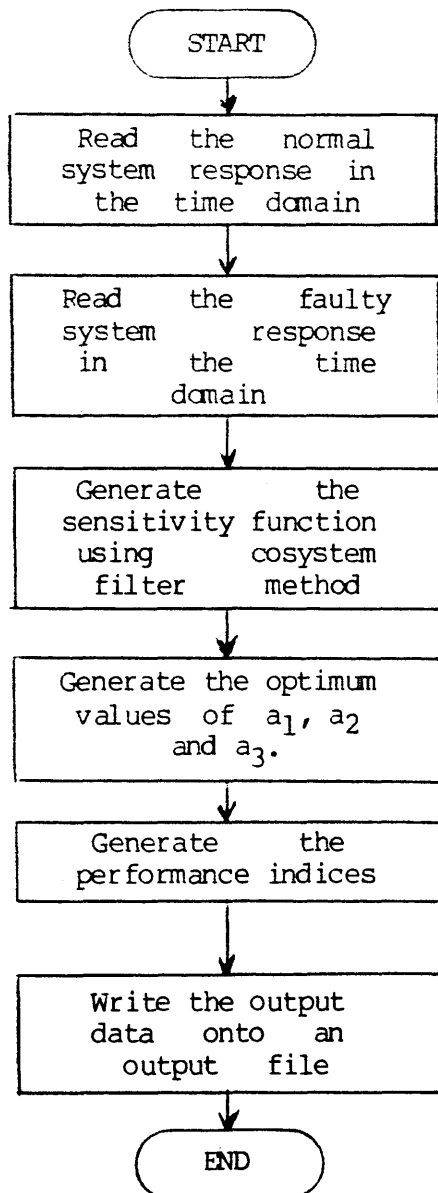 START
Read the normal
system response in
the time domain
Read the faulty
system response
in the time
domain
Generate the
sensitivity function
using cosystem
filter method
Generate the optimum
values of a₁, a₂
and a₃.
Generate the
performance indices
Write the output
data onto an
output file
END